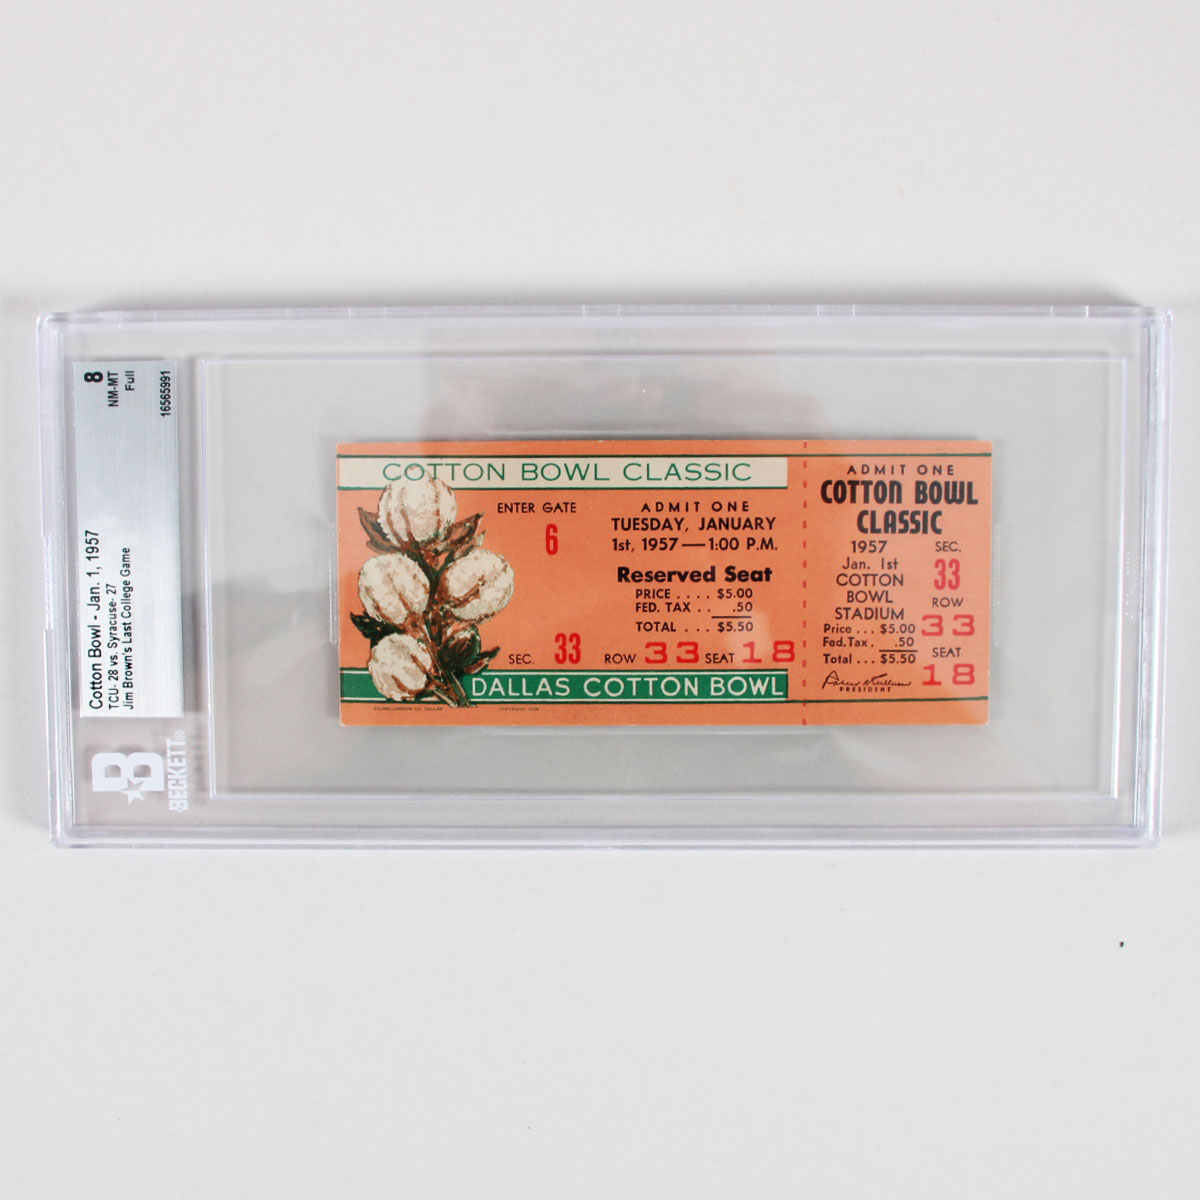 Cotton Bowl - Jan. 1, 1957
TCU- 28 vs. Syracuse- 27
Jim Brown's Last College Game
8
NM-MT
Full
16565991
B
BECKETT®
COTTON BOWL CLASSIC
ENTER GATE
6
ADMIT ONE
TUESDAY, JANUARY
1st, 1957—1:00 P.M.
Reserved Seat
PRICE .... $5.00
FED. TAX .. .50
TOTAL ... $5.50
SEC. 33 ROW 33 SEAT 18
DALLAS COTTON BOWL
ADMIT ONE
COTTON BOWL
CLASSIC
1957
Jan. 1st
COTTON
BOWL
STADIUM
Price ... $5.00
Fed. Tax. .50
Total ... $5.50
PRESIDENT
SEC.
33
ROW
33
SEAT
18